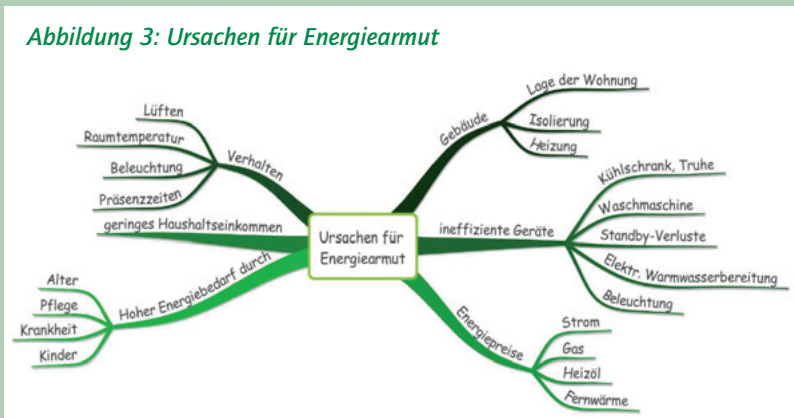 Abbildung 3: Ursachen für Energiearmut
Ursachen für
Energiearmut
Verhalten
Lüften
Raumtemperatur
Beleuchtung
Präsenzzeiten
geringes Haushaltseinkommen
Hoher Energiebedarf durch
Alter
Pflege
Krankheit
Kinder
Gebäude
Lage der Wohnung
Isolierung
Heizung
ineffiziente Geräte
Kühlschrank, Truhe
Waschmaschine
Standby-Verluste
Elektr. Warmwasserbereitung
Beleuchtung
Energiepreise
Strom
Gas
Heizöl
Fernwärme